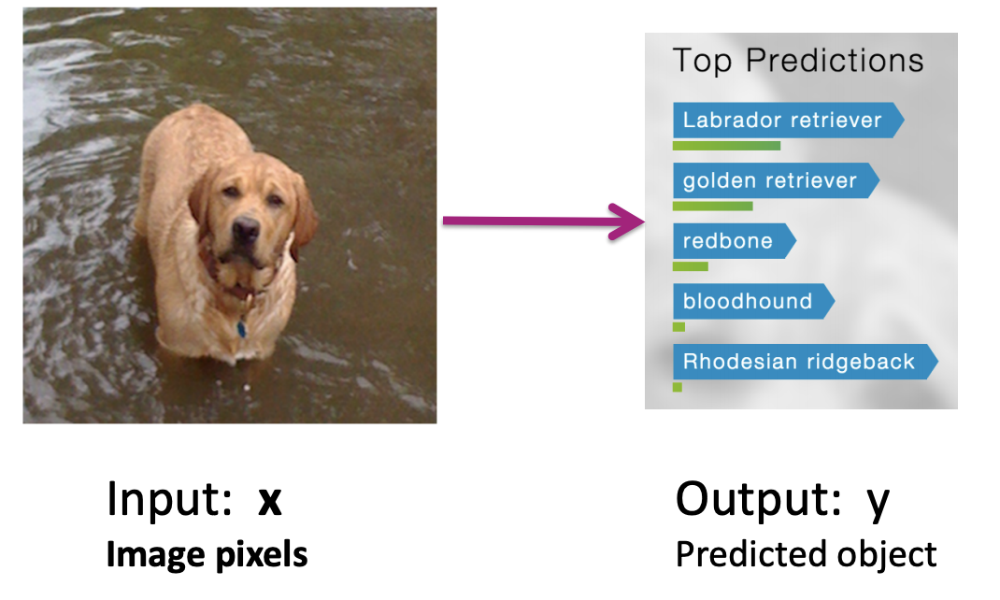 Top Predictions
Labrador retriever
golden retriever
redbone
bloodhound
Rhodesian ridgeback
Input: x
Image pixels
Output: y
Predicted object